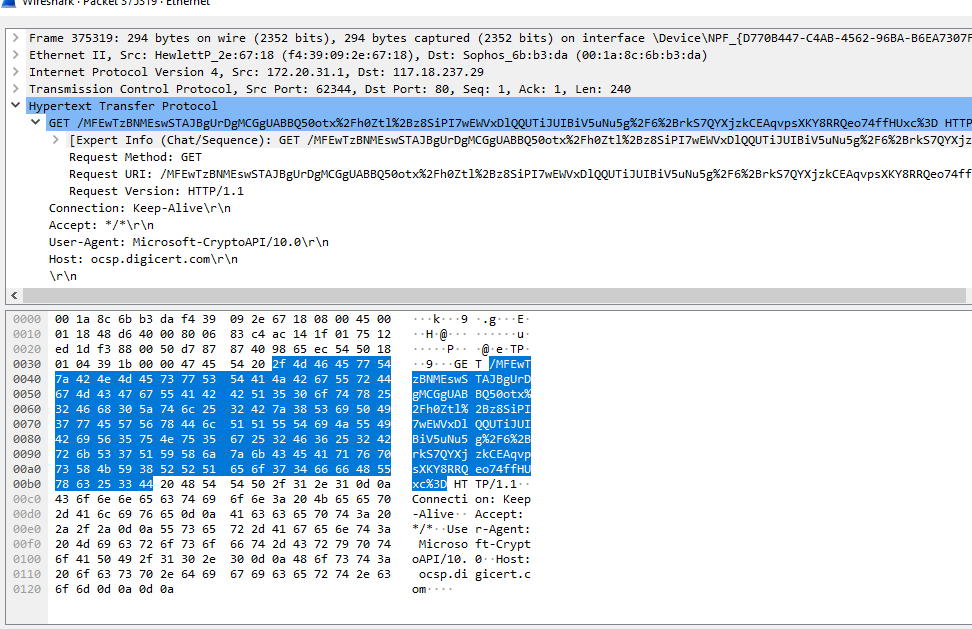 Wireshark · Packet 375319 · Ethernet
Frame 375319: 294 bytes on wire (2352 bits), 294 bytes captured (2352 bits) on interface \Device\NPF_{D770B447-C4AB-4562-96BA-B6EA7307F
Ethernet II, Src: HewlettP_2e:67:18 (f4:39:09:2e:67:18), Dst: Sophos_6b:b3:da (00:1a:8c:6b:b3:da)
Internet Protocol Version 4, Src: 172.20.31.1, Dst: 117.18.237.29
Transmission Control Protocol, Src Port: 62344, Dst Port: 80, Seq: 1, Ack: 1, Len: 240
Hypertext Transfer Protocol
GET /MFEwTzBNMEswSTAJBgUrDgMCGgUABBQ50otx%2Fh0Ztl%2Bz8SiPI7wEWVxDlQQUTiJUIBiV5uNu5g%2F6%2BrkS7QYXjzkCEAqvpsXKY8RRQeo74ffHUxc%3D HTTP
[Expert Info (Chat/Sequence): GET /MFEwTzBNMEswSTAJBgUrDgMCGgUABBQ50otx%2Fh0Ztl%2Bz8SiPI7wEWVxDlQQUTiJUIBiV5uNu5g%2F6%2BrkS7QYXjz
Request Method: GET
Request URI: /MFEwTzBNMEswSTAJBgUrDgMCGgUABBQ50otx%2Fh0Ztl%2Bz8SiPI7wEWVxDlQQUTiJUIBiV5uNu5g%2F6%2BrkS7QYXjzkCEAqvpsXKY8RRQeo74ff
Request Version: HTTP/1.1
Connection: Keep-Alive\r\n
Accept: */*\r\n
User-Agent: Microsoft-CryptoAPI/10.0\r\n
Host: ocsp.digicert.com\r\n
\r\n
0000 00 1a 8c 6b b3 da f4 39 09 2e 67 18 08 00 45 00 ···k···9 ·.g···E·
0010 01 18 48 d6 40 00 80 06 83 c4 ac 14 1f 01 75 12 ··H·@··· ······u·
0020 ed 1d f3 88 00 50 d7 87 87 40 98 65 ec 54 50 18 ·····P·· ·@·e·TP·
0030 01 04 39 1b 00 00 47 45 54 20 2f 4d 46 45 77 54 ··9···GE T /MFEwT
0040 7a 42 4e 4d 45 73 77 53 54 41 4a 42 67 55 72 44 zBNMEswS TAJBgUrD
0050 67 4d 43 47 67 55 41 42 42 51 35 30 6f 74 78 25 gMCGgUAB BQ50otx%
0060 32 46 68 30 5a 74 6c 25 32 42 7a 38 53 69 50 49 2Fh0Ztl% 2Bz8SiPI
0070 37 77 45 57 56 78 44 6c 51 51 55 54 69 4a 55 49 7wEWVxDl QQUTiJUI
0080 42 69 56 35 75 4e 75 35 67 25 32 46 36 25 32 42 BiV5uNu5 g%2F6%2B
0090 72 6b 53 37 51 59 58 6a 7a 6b 43 45 41 71 76 70 rkS7QYXj zkCEAqvp
00a0 73 58 4b 59 38 52 52 51 65 6f 37 34 66 66 48 55 sXKY8RRQ eo74ffHU
00b0 78 63 25 33 44 20 48 54 54 50 2f 31 2e 31 0d 0a xc%3D HT TP/1.1··
00c0 43 6f 6e 6e 65 63 74 69 6f 6e 3a 20 4b 65 65 70 Connecti on: Keep
00d0 2d 41 6c 69 76 65 0d 0a 41 63 63 65 70 74 3a 20 -Alive·· Accept:
00e0 2a 2f 2a 0d 0a 55 73 65 72 2d 41 67 65 6e 74 3a */*··Use r-Agent:
00f0 20 4d 69 63 72 6f 73 6f 66 74 2d 43 72 79 70 74 Microso ft-Crypt
0100 6f 41 50 49 2f 31 30 2e 30 0d 0a 48 6f 73 74 3a oAPI/10. 0··Host:
0110 20 6f 63 73 70 2e 64 69 67 69 63 65 72 74 2e 63 ocsp.di gicert.c
0120 6f 6d 0d 0a 0d 0a om····